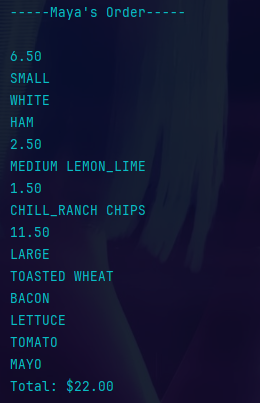 -----Maya's Order-----
6.50
SMALL
WHITE
HAM
2.50
MEDIUM LEMON_LIME
1.50
CHILL_RANCH CHIPS
11.50
LARGE
TOASTED WHEAT
BACON
LETTUCE
TOMATO
MAYO
Total: $22.00